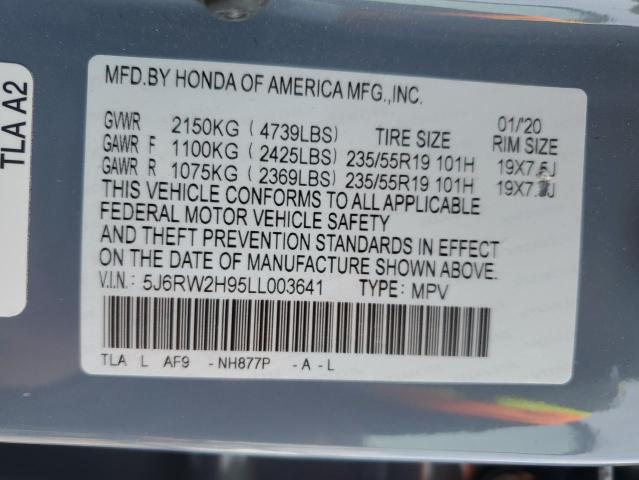 TLA A2
MFD.BY HONDA OF AMERICA MFG.,INC.
01/'20
GVWR 2150KG ( 4739LBS) TIRE SIZE RIM SIZE
GAWR F 1100KG ( 2425LBS) 235/55R19 101H 19X7.5J
GAWR R 1075KG ( 2369LBS) 235/55R19 101H
THIS VEHICLE CONFORMS TO ALL APPLICABLE
FEDERAL MOTOR VEHICLE SAFETY
AND THEFT PREVENTION STANDARDS IN EFFECT
ON THE DATE OF MANUFACTURE SHOWN ABOVE.
V.I.N.: 5J6RW2H95LL003641 TYPE: MPV
TLA L AF9 -NH877P -A-L